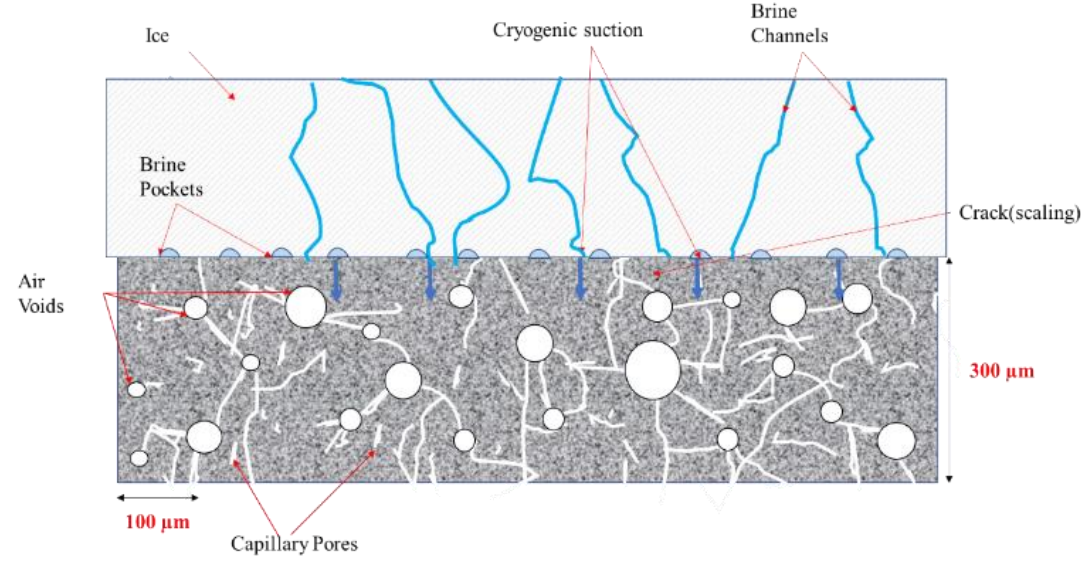 Ice
Cryogenic suction
Brine
Channels
Brine
Pockets
Crack(scaling)
Air
Voids
300 µm
100 µm
Capillary Pores